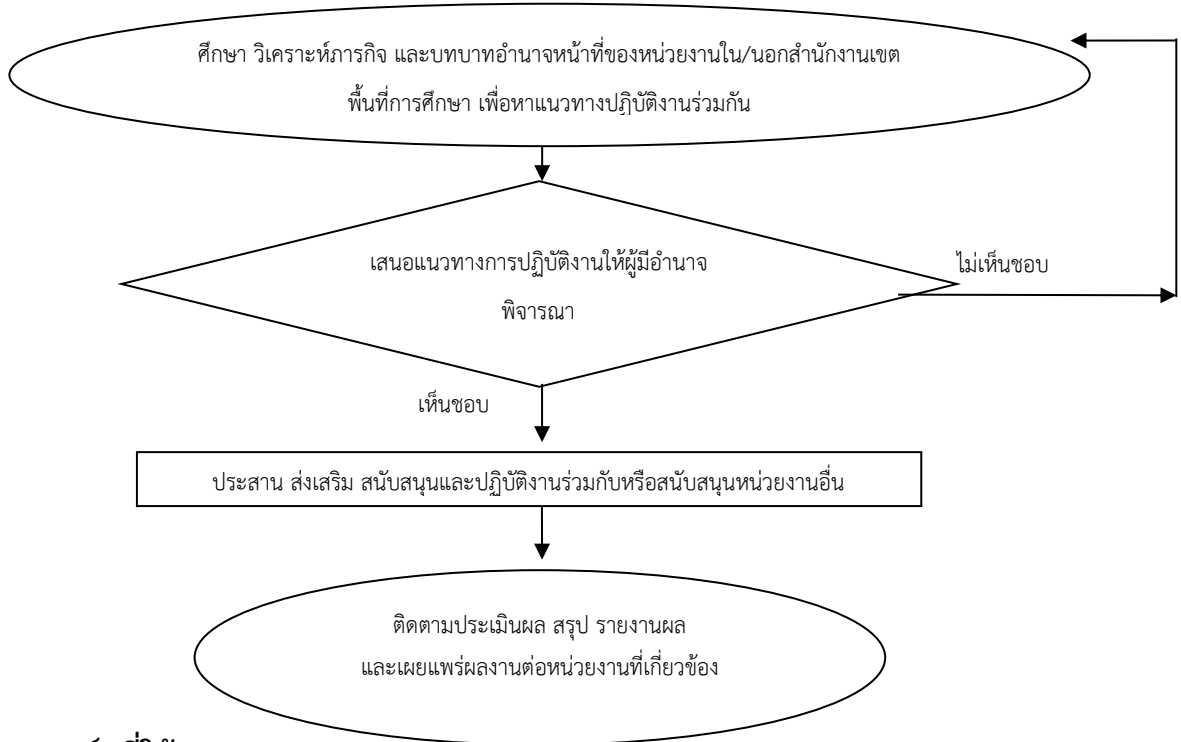 ศึกษา วิเคราะห์ภารกิจ และบทบาทอำนาจหน้าที่ของหน่วยงานใน/นอกสำนักงานเขต
พื้นที่การศึกษา เพื่อหาแนวทางปฏิบัติงานร่วมกัน
เสนอแนวทางการปฏิบัติงานให้ผู้มีอำนาจ
พิจารณา
ไม่เห็นชอบ
เห็นชอบ
ประสาน ส่งเสริม สนับสนุนและปฏิบัติงานร่วมกับหรือสนับสนุนหน่วยงานอื่น
ติดตามประเมินผล สรุป รายงานผล
และเผยแพร่ผลงานต่อหน่วยงานที่เกี่ยวข้อง